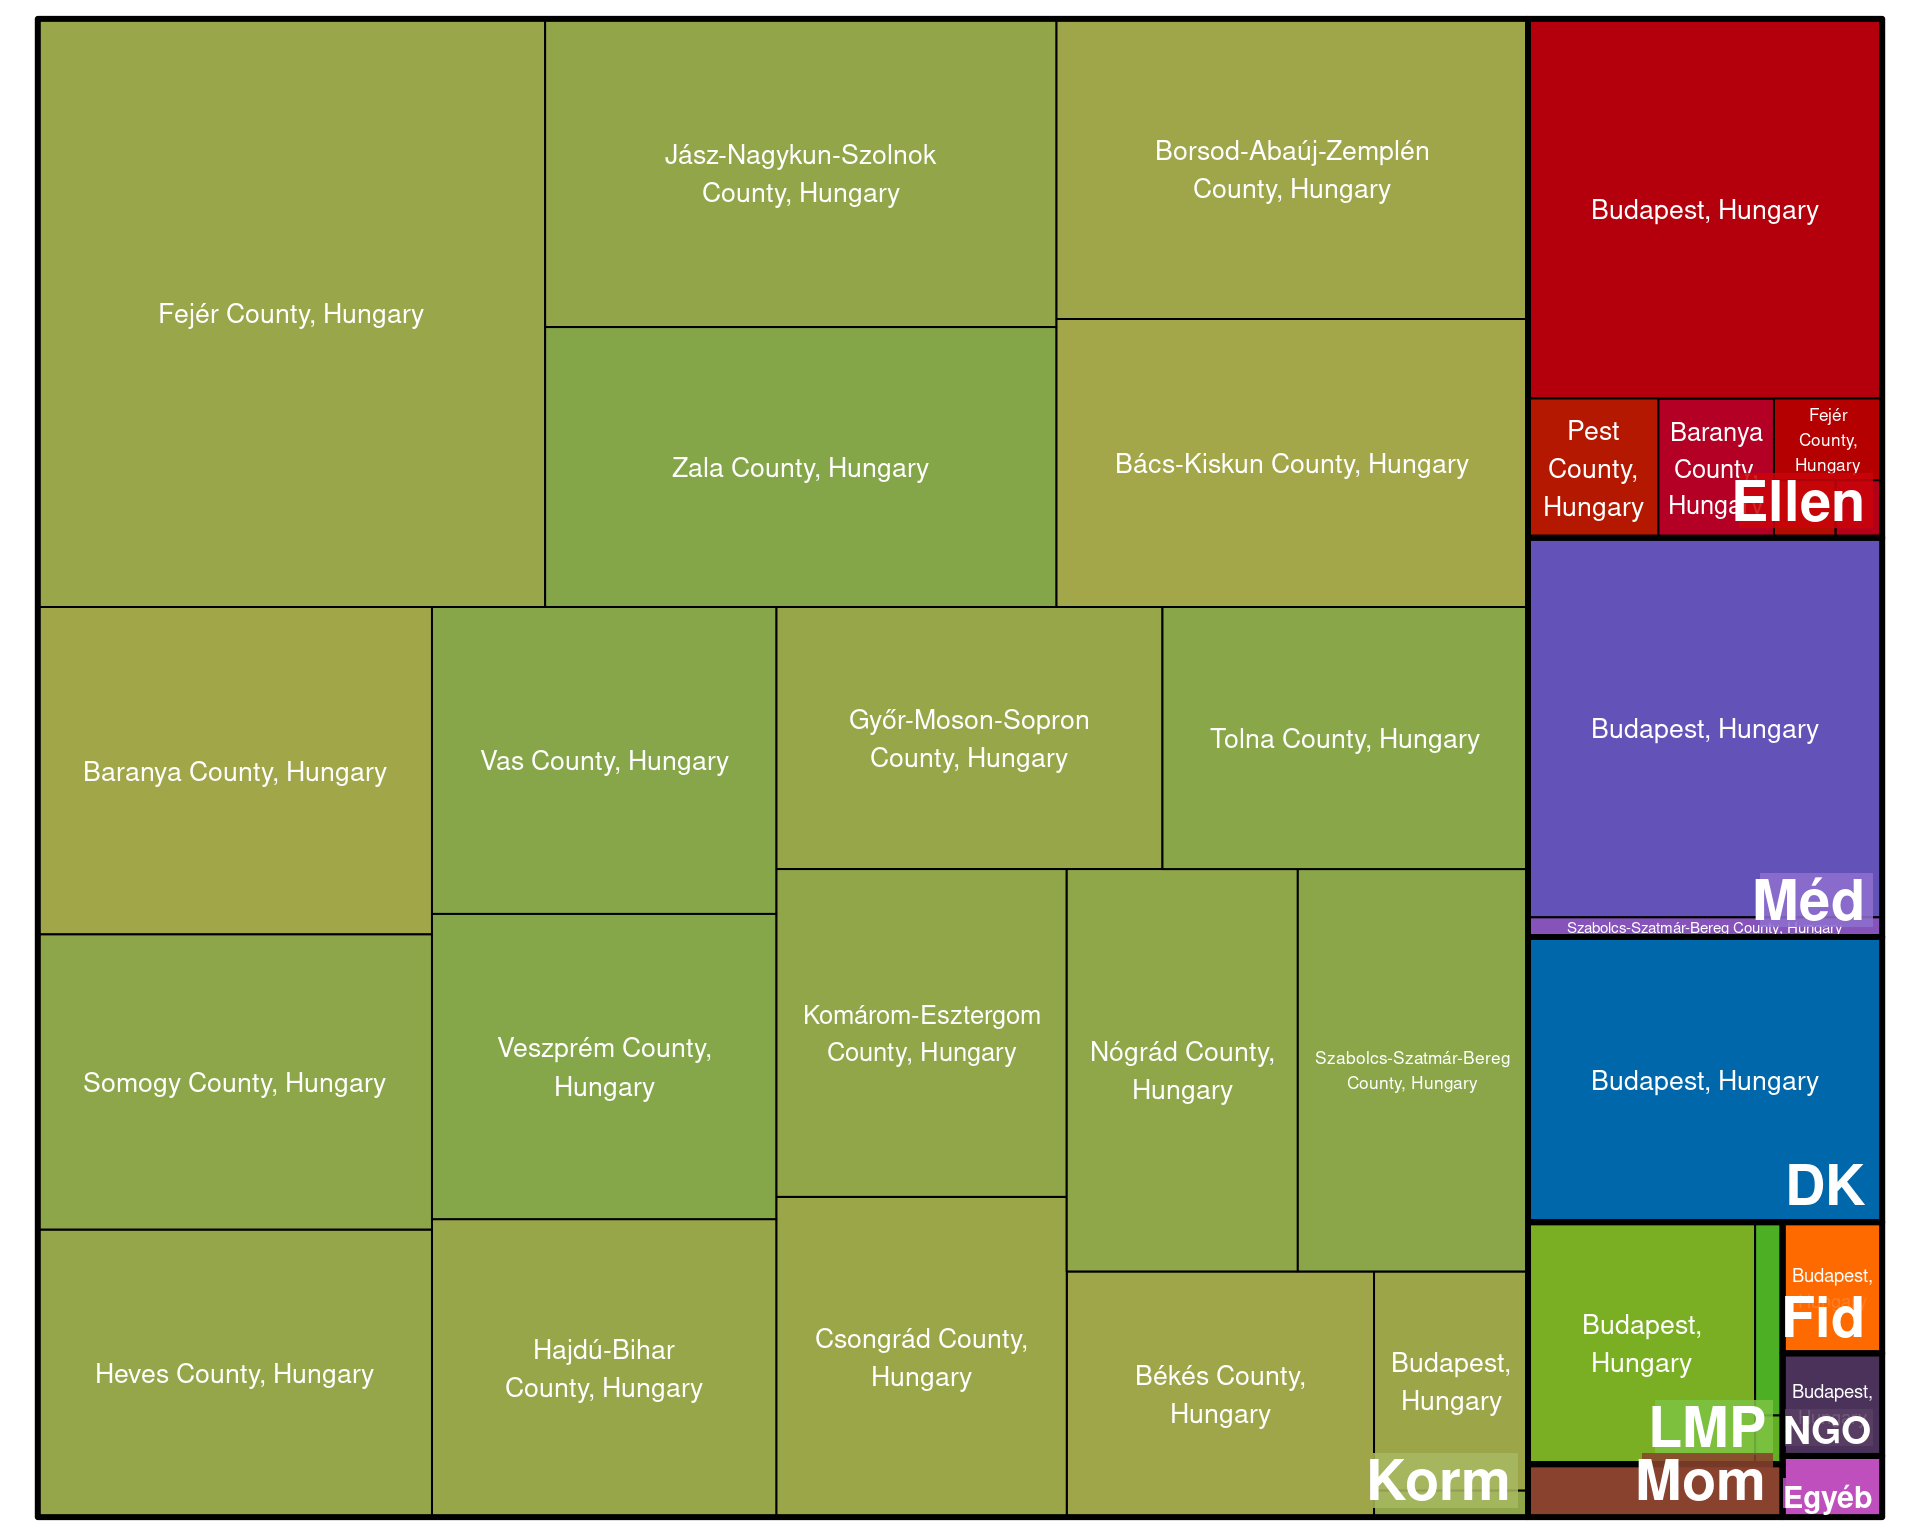 Fejér County, Hungary
Jász-Nagykun-Szolnok
County, Hungary
Borsod-Abaúj-Zemplén
County, Hungary
Zala County, Hungary
Bács-Kiskun County, Hungary
Baranya County, Hungary
Vas County, Hungary
Győr-Moson-Sopron
County, Hungary
Tolna County, Hungary
Somogy County, Hungary
Veszprém County,
Hungary
Komárom-Esztergom
County, Hungary
Nógrád County,
Hungary
Szabolcs-Szatmár-Bereg
County, Hungary
Heves County, Hungary
Hajdú-Bihar
County, Hungary
Csongrád County,
Hungary
Békés County,
Hungary
Budapest,
Hungary
Korm
Budapest, Hungary
Pest
County,
Hungary
Baranya
County,
Hungary
Fejér
County,
Hungary
Ellen
Budapest, Hungary
Szabolcs-Szatmár-Bereg County, Hungary
Méd
Budapest, Hungary
DK
Budapest,
Hungary
LMP
Mom
Budapest,
Fid
Budapest,
NGO
Egyéb